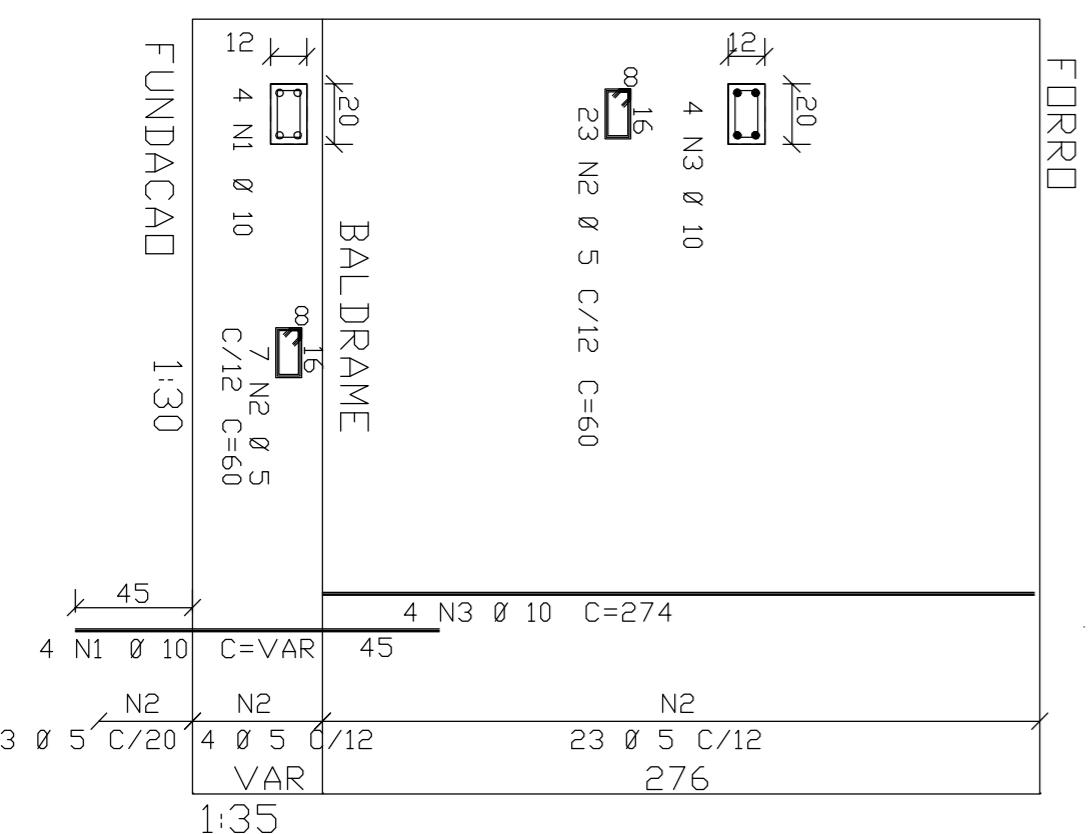 FUNDACAO
1:30
12
20
4 N1 Ø 10
8
16
7 N2 Ø 5
C/12 C=60
BALDRAME
8
16
23 N2 Ø 5 C/12 C=60
12
20
4 N3 Ø 10
FORRO
45
4 N3 Ø 10 C=274
4 N1 Ø 10 C=VAR 45
N2 N2 N2
3 Ø 5 C/20 4 Ø 5 C/12 23 Ø 5 C/12
VAR 276
1:35